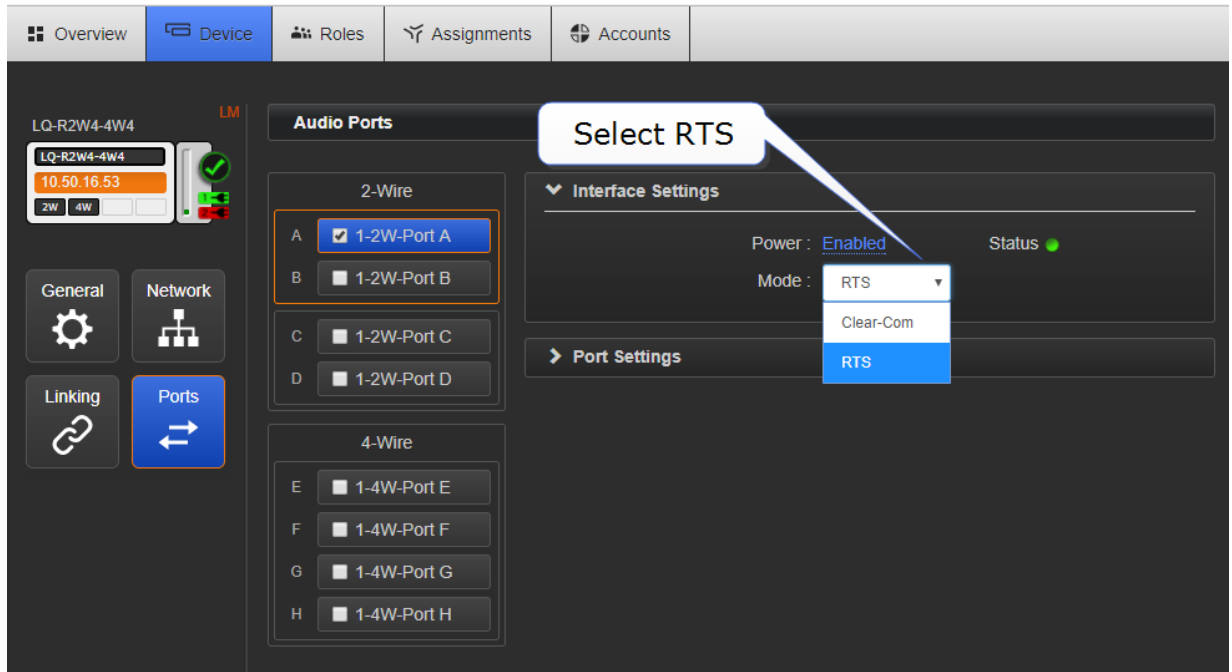 Overview Device Roles Assignments Accounts
LQ-R2W4-4W4 LM
LQ-R2W4-4W4
10.50.16.53
2W 4W
General Network
Linking Ports
Audio Ports
2-Wire
A 1-2W-Port A
B 1-2W-Port B
C 1-2W-Port C
D 1-2W-Port D
4-Wire
E 1-4W-Port E
F 1-4W-Port F
G 1-4W-Port G
H 1-4W-Port H
Select RTS
Interface Settings
Power : Enabled Status
Mode : RTS
Clear-Com
RTS
Port Settings